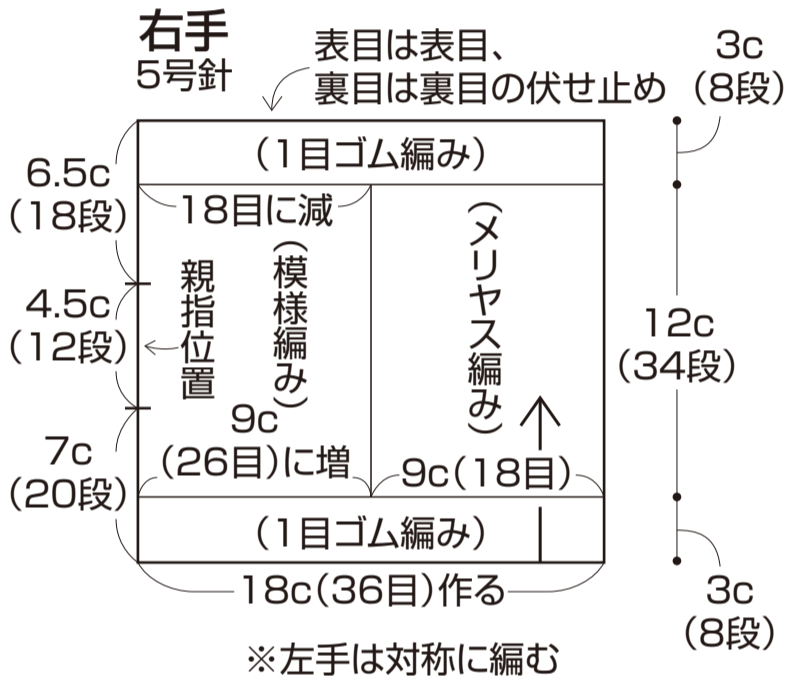 右手
5号針
表目は表目、
裏目は裏目の伏せ止め
3c
(8段)
(1目ゴム編み)
6.5c
(18段)
18目に減
(模様編み)
(メリヤス編み)
親指位置
4.5c
(12段)
12c
(34段)
9c
(26目)に増
9c(18目)
7c
(20段)
(1目ゴム編み)
18c(36目)作る
3c
(8段)
※左手は対称に編む